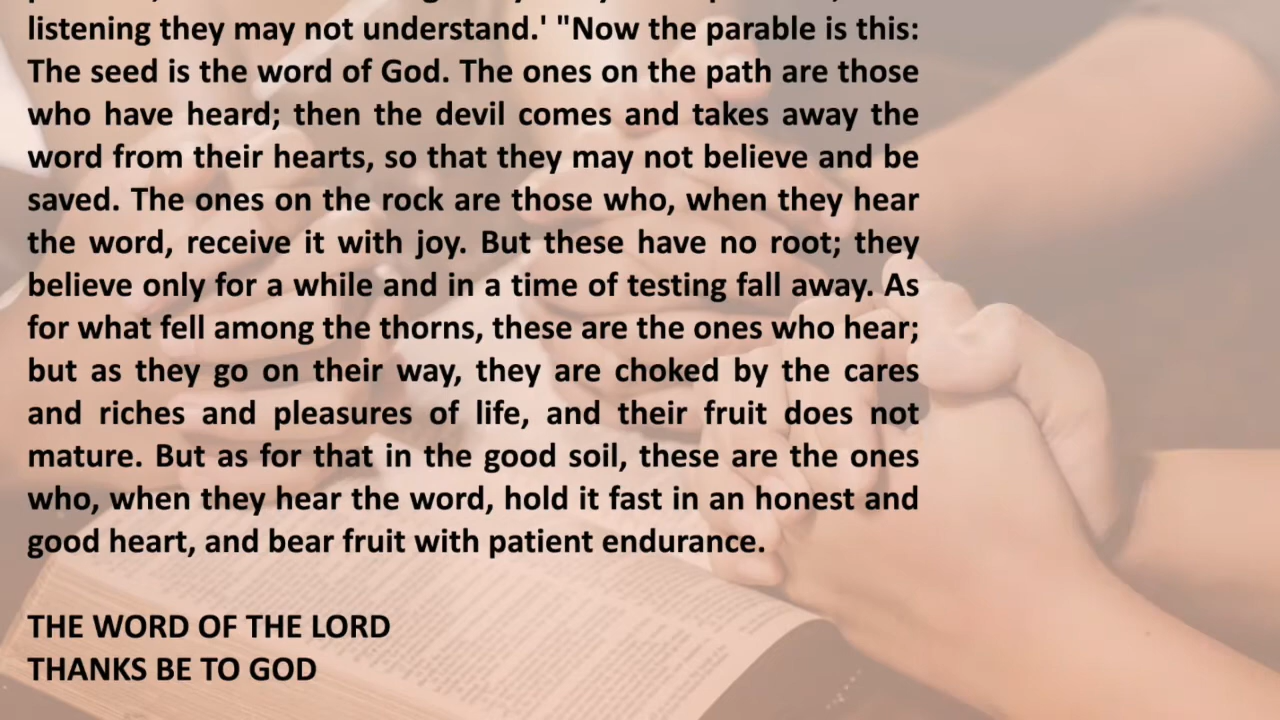 listening they may not understand.' "Now the parable is this:
The seed is the word of God. The ones on the path are those
who have heard; then the devil comes and takes away the
word from their hearts, so that they may not believe and be
saved. The ones on the rock are those who, when they hear
the word, receive it with joy. But these have no root; they
believe only for a while and in a time of testing fall away. As
for what fell among the thorns, these are the ones who hear;
but as they go on their way, they are choked by the cares
and riches and pleasures of life, and their fruit does not
mature. But as for that in the good soil, these are the ones
who, when they hear the word, hold it fast in an honest and
good heart, and bear fruit with patient endurance.
THE WORD OF THE LORD
THANKS BE TO GOD